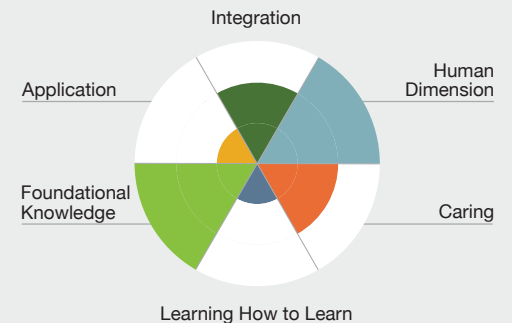 Integration
Application
Human
Dimension
Foundational
Knowledge
Caring
Learning How to Learn